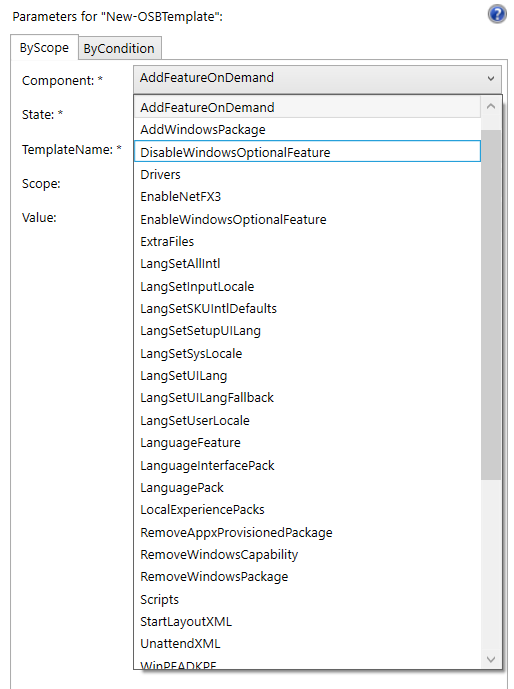 Parameters for "New-OSBTemplate":
ByScope
ByCondition
Component: *
AddFeatureOnDemand
State: *
TemplateName: *
Scope:
Value:
AddFeatureOnDemand
AddWindowsPackage
DisableWindowsOptionalFeature
Drivers
EnableNetFX3
EnableWindowsOptionalFeature
ExtraFiles
LangSetAllIntl
LangSetInputLocale
LangSetSKUIntlDefaults
LangSetSetupUILang
LangSetSysLocale
LangSetUILang
LangSetUILangFallback
LangSetUserLocale
LanguageFeature
LanguageInterfacePack
LanguagePack
LocalExperiencePacks
RemoveAppxProvisionedPackage
RemoveWindowsCapability
RemoveWindowsPackage
Scripts
StartLayoutXML
UnattendXML
WinPEADKPE